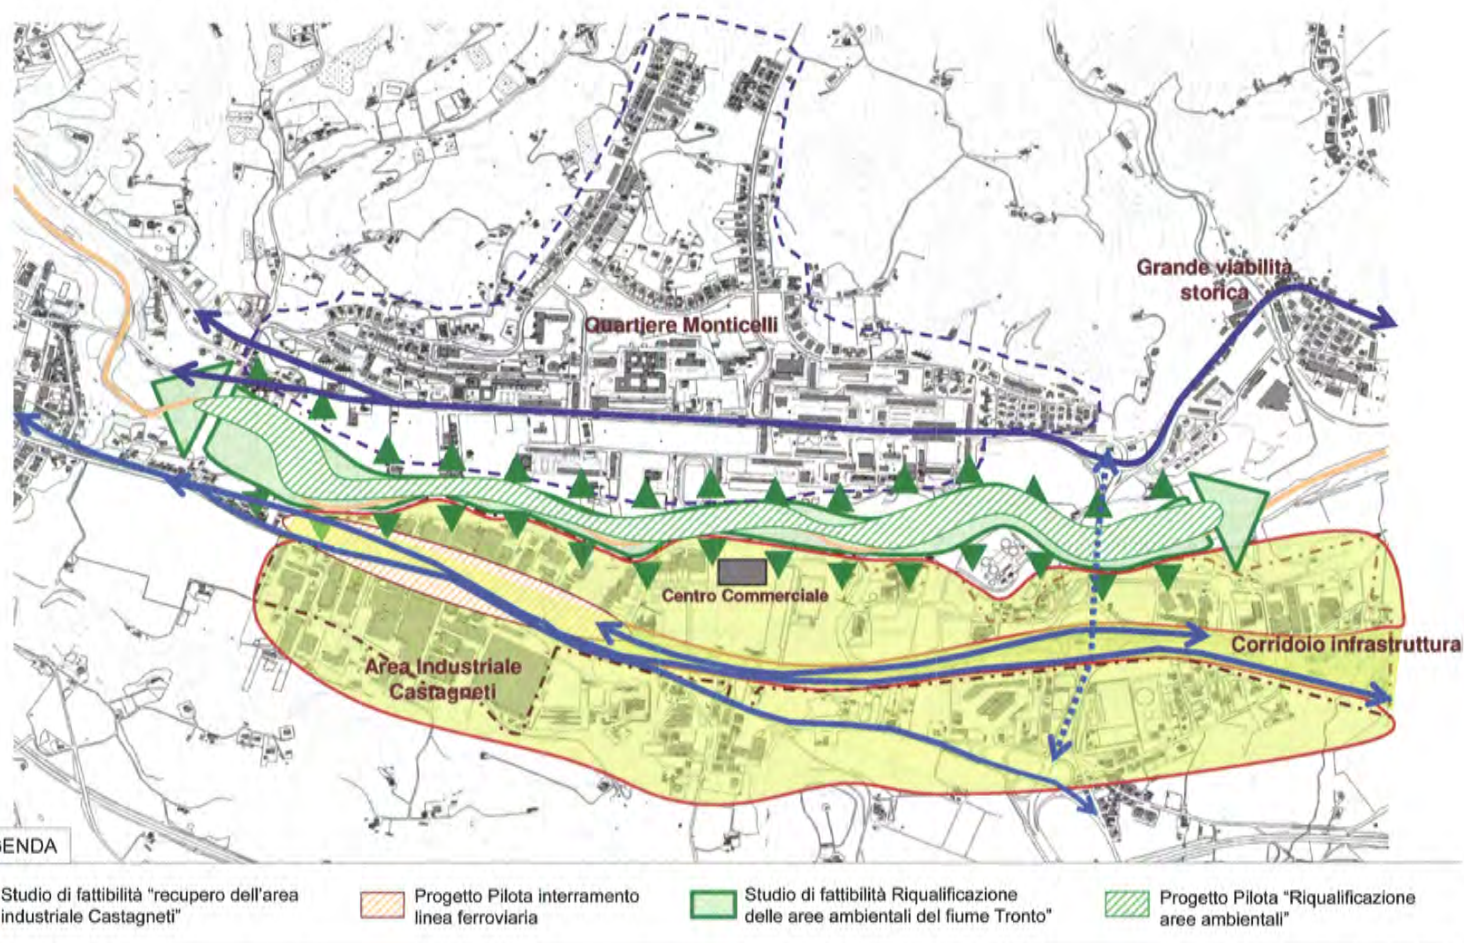 Grande viabilità
storica
Quartiere Monticelli
Centro Commerciale
Corridoio infrastruttura
Area Industriale
Castagneti
GENDA
Studio di fattibilità "recupero dell'area
industriale Castagneti"
Progetto Pilota interramento
linea ferroviaria
Studio di fattibilità Riqualificazione
delle aree ambientali del fiume Tronto"
Progetto Pilota "Riqualificazione
aree ambientali"